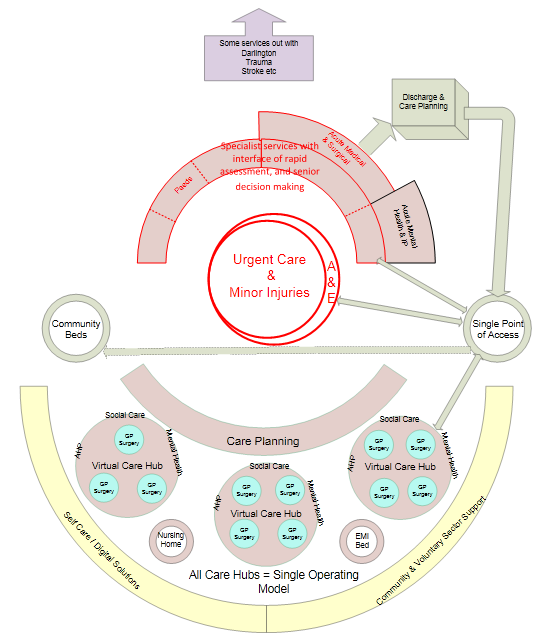 Some services out with
Darlington
Trauma
Stroke etc
Discharge &
Care Planning
Acute Medical
& Surgical
Specialist services with
interface of rapid
assessment, and senior
decision making
Paeds
Acute Mental
Health & IP
Urgent Care
&
Minor Injuries
A
&
E
Community
Beds
Single Point
of Access
Care Planning
Social Care
AHP
Mental Health
GP
Surgery
Virtual Care Hub
GP
Surgery
GP
Surgery
Social Care
AHP
Mental Health
GP
Surgery
GP
Surgery
Virtual Care Hub
GP
Surgery
GP
Surgery
Social Care
AHP
Mental Health
GP
Surgery
GP
Surgery
Virtual Care Hub
GP
Surgery
GP
Surgery
Nursing
Home
EMI
Bed
All Care Hubs = Single Operating
Model
Self Care / Digital Solutions
Community & Voluntary Sector Support